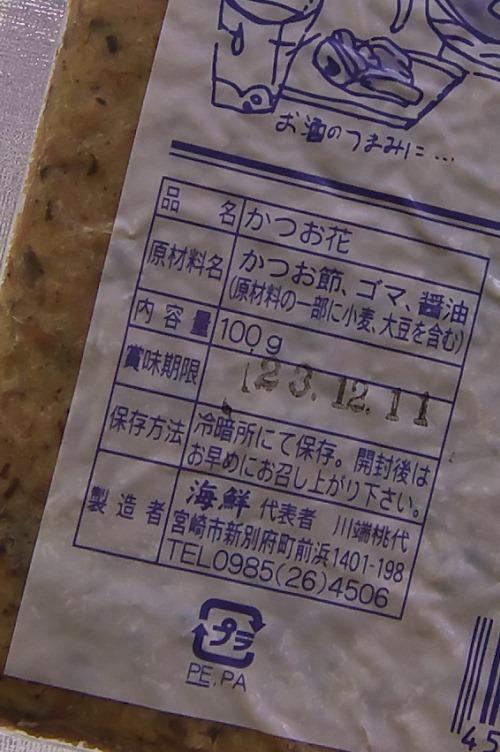 お酒のつまみに…
品名 かつお花
原材料名 かつお節、ゴマ、醤油
(原材料の一部に小麦、大豆を含む)
内容量 100g
賞味期限 23.12.11
保存方法 冷暗所にて保存。開封後は
お早めにお召し上がり下さい。
製造者 海鮮 代表者 川端桃代
宮崎市新別府町前浜1401-198
TEL0985(26)4506
プラ
PE,PA
45